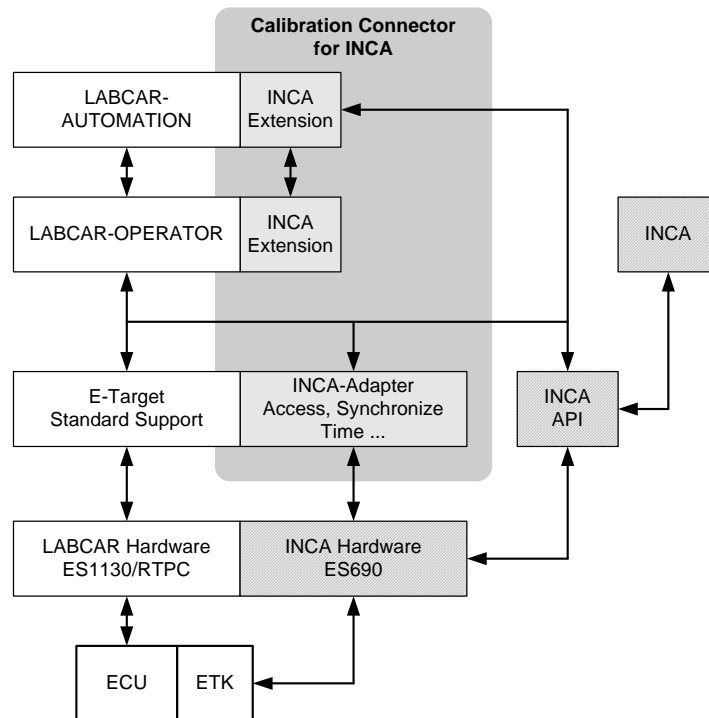 Calibration Connector
for INCA
LABCAR-
AUTOMATION
INCA
Extension
LABCAR-OPERATOR
INCA
Extension
INCA
E-Target
Standard Support
INCA-Adapter
Access, Synchronize
Time ...
INCA
API
LABCAR Hardware
ES1130/RTPC
INCA Hardware
ES690
ECU
ETK